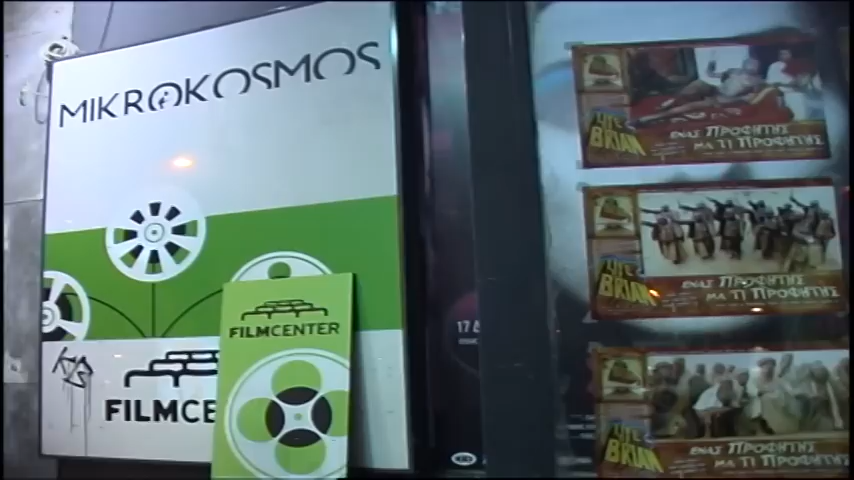 MIKROKOSMOS
FILMCENTER
FILMCE
17 &
LIFE OF
BRIAN
ΕΝΑΣ ΠΡΟΦΗΤΗΣ
ΜΑ ΤΙ ΠΡΟΦΗΤΗΣ
LIFE OF
BRIAN
ΕΝΑΣ ΠΡΟΦΗΤΗΣ
ΜΑ ΤΙ ΠΡΟΦΗΤΗΣ
LIFE OF
BRIAN
ΕΝΑΣ ΠΡΟΦΗΤΗΣ
ΜΑ ΤΙ ΠΡΟΦΗΤΗΣ